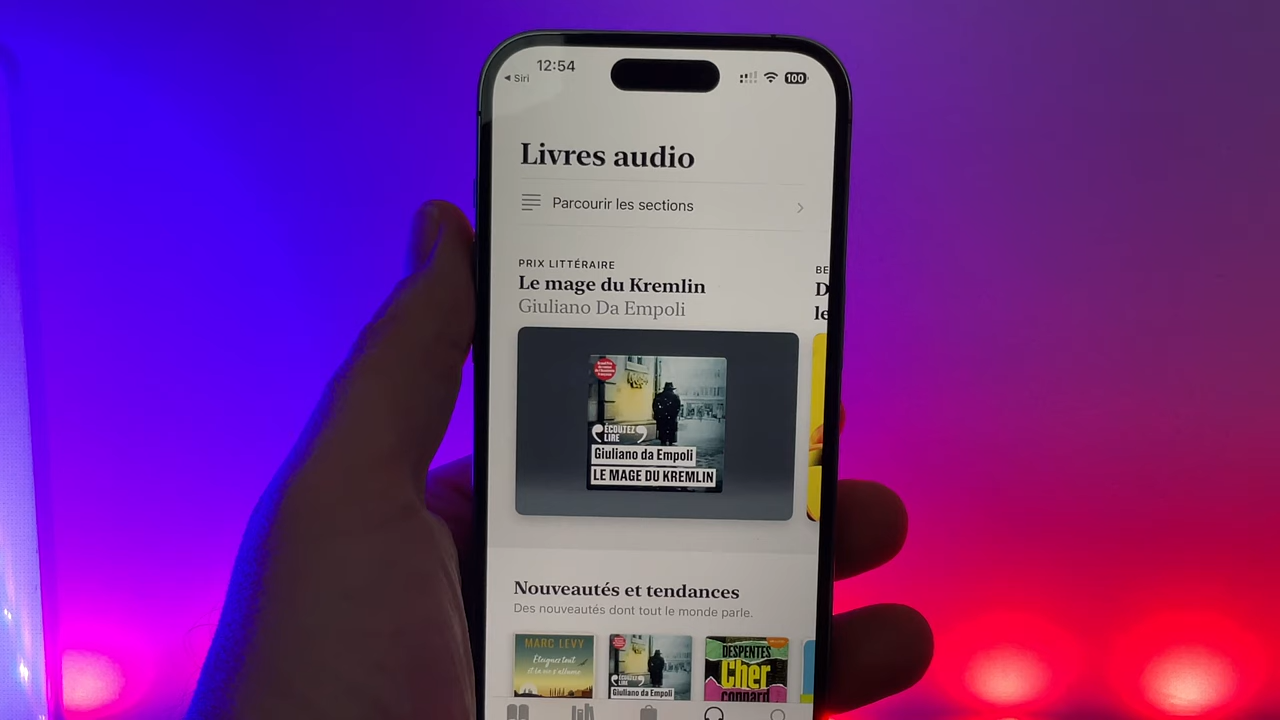 12:54
Siri
100
Livres audio
Parcourir les sections
PRIX LITTÉRAIRE
Le mage du Kremlin
Giuliano Da Empoli
BE
D
le
ÉCOUTEZ
LIRE
Giuliano da Empoli
LE MAGE DU KREMLIN
Nouveautés et tendances
Des nouveautés dont tout le monde parle.
MARC LEVY
Giuliano da Empoli
DESPENTES
Cher
connard